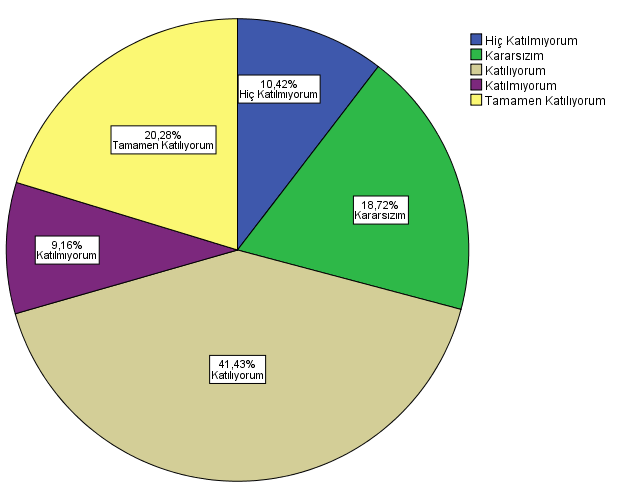 Hiç Katılmıyorum
Kararsızım
Katılıyorum
Katılmıyorum
Tamamen Katılıyorum
10,42%
Hiç Katılmıyorum
20,28%
Tamamen Katılıyorum
18,72%
Kararsızım
9,16%
Katılmıyorum
41,43%
Katılıyorum